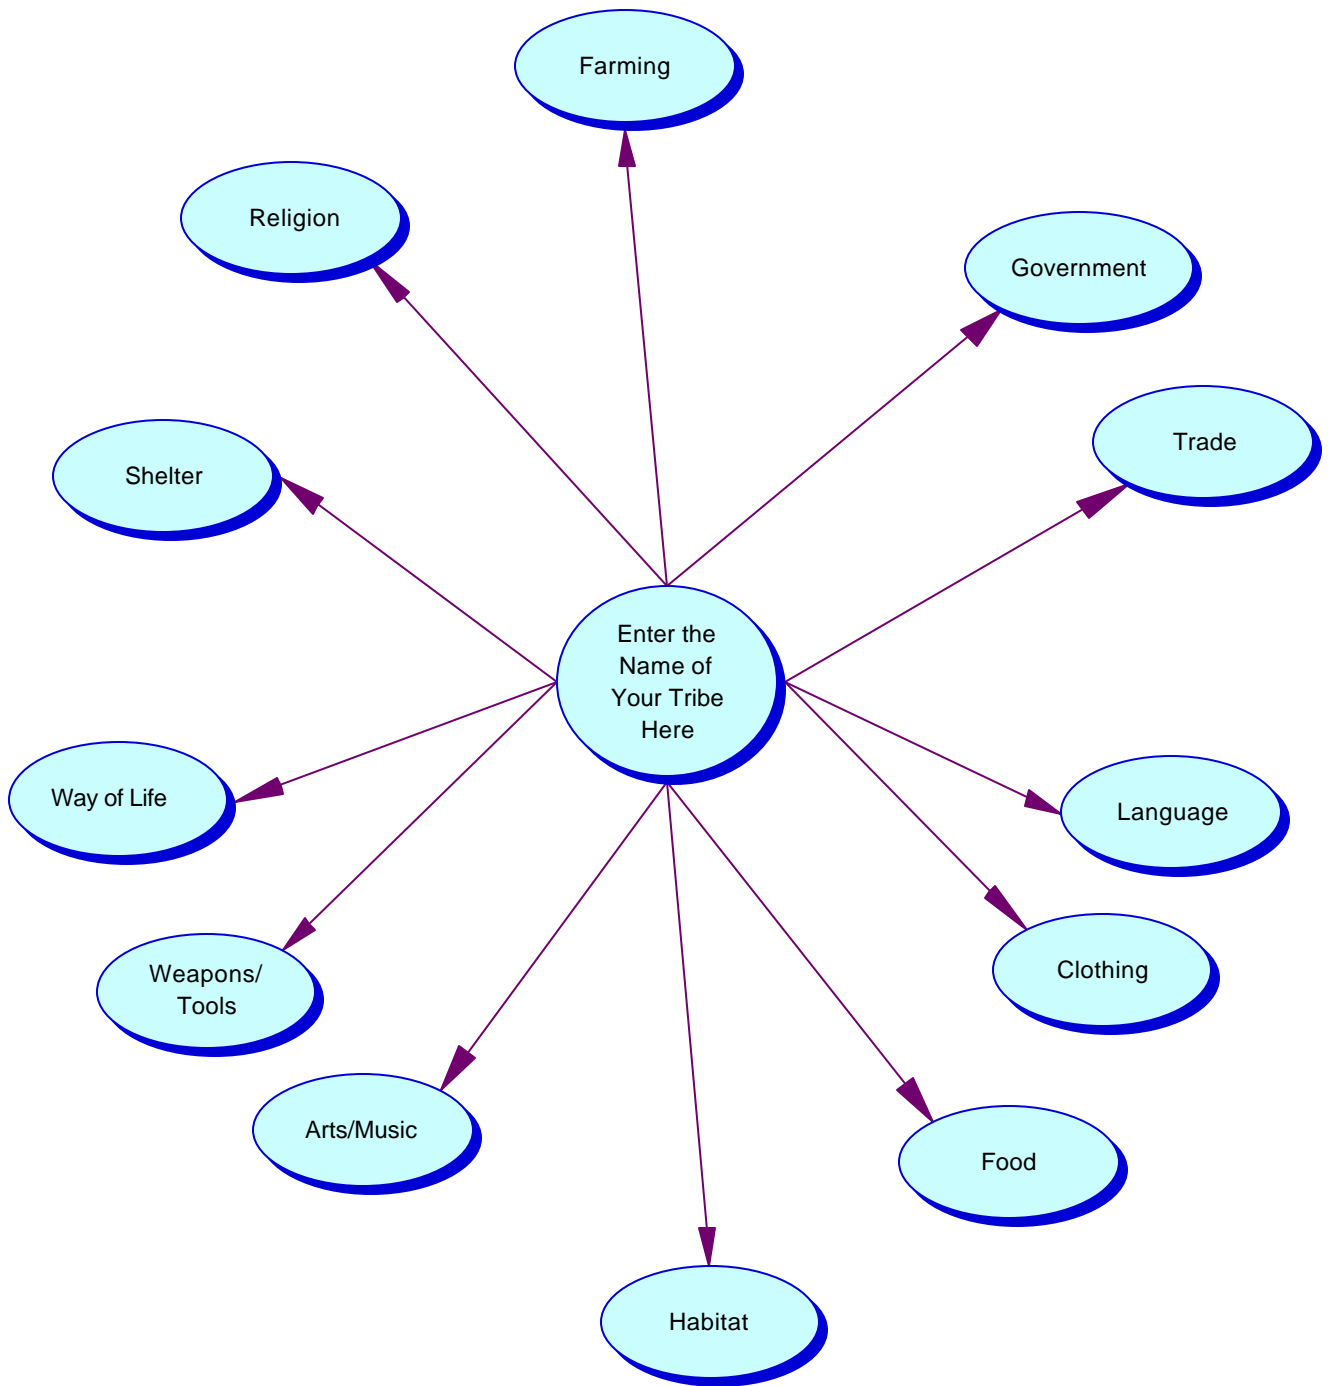 Farming
Religion
Government
Trade
Shelter
Enter the
Name of
Your Tribe
Here
Way of Life
Language
Weapons/
Tools
Clothing
Arts/Music
Food
Habitat